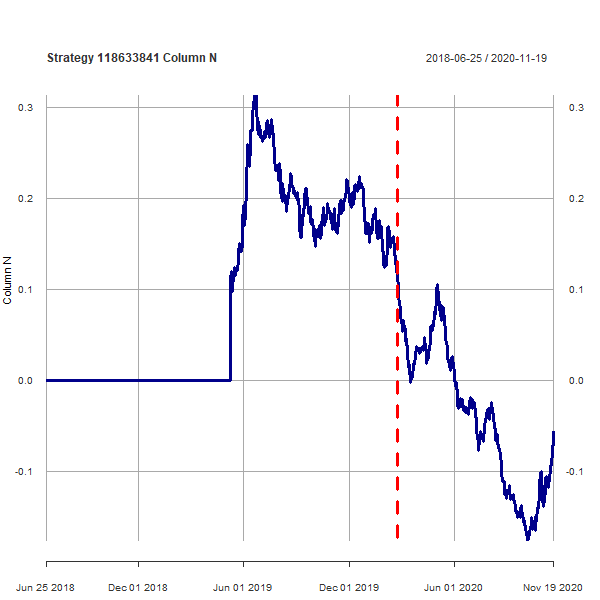 Strategy 118633841 Column N
2018-06-25 / 2020-11-19
0.3
0.3
0.2
0.2
0.1
0.1
0.0
0.0
-0.1
-0.1
Column N
Jun 25 2018
Dec 01 2018
Jun 01 2019
Dec 01 2019
Jun 01 2020
Nov 19 2020